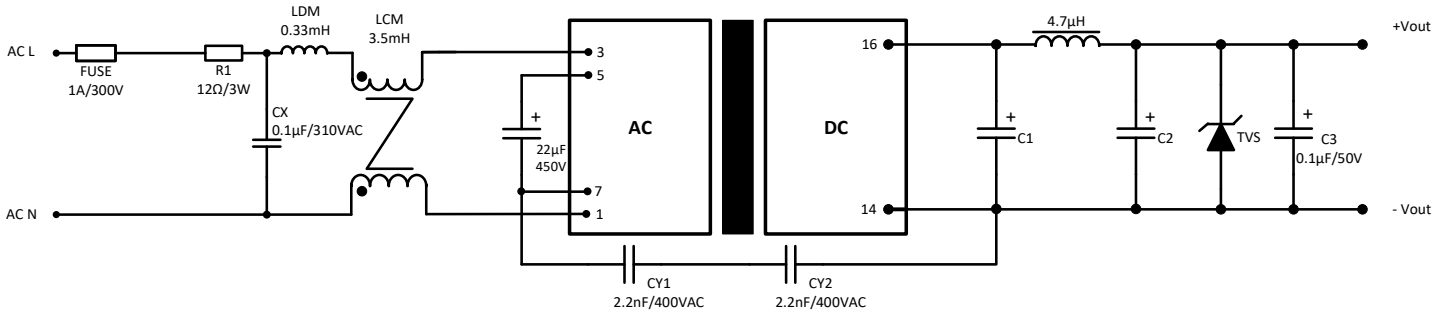 LDM
0.33mH
LCM
3.5mH
AC L
FUSE
1A/300V
R1
12Ω/3W
CX
0.1µF/310VAC
AC N
3
5
+
22µF
450V
7
1
AC
DC
16
14
4.7µH
+
C1
+
C2
TVS
+
C3
0.1µF/50V
+Vout
- Vout
CY1
2.2nF/400VAC
CY2
2.2nF/400VAC